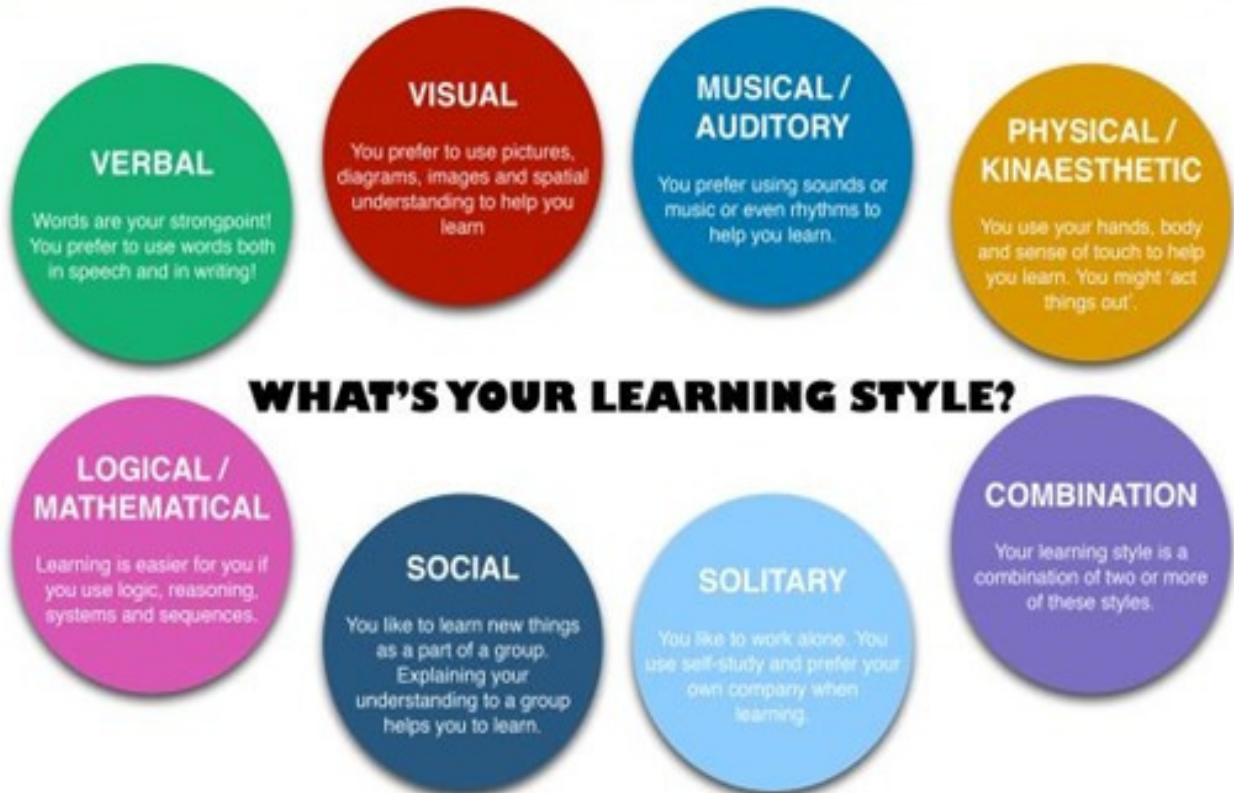 VERBAL
Words are your strongpoint!
You prefer to use words both
in speech and in writing!
VISUAL
You prefer to use pictures,
diagrams, images and spatial
understanding to help you
learn
MUSICAL /
AUDITORY
You prefer using sounds or
music or even rhythms to
help you learn.
PHYSICAL /
KINAESTHETIC
You use your hands, body
and sense of touch to help
you learn. You might ‘act
things out’.
WHAT'S YOUR LEARNING STYLE?
LOGICAL /
MATHEMATICAL
Learning is easier for you if
you use logic, reasoning,
systems and sequences.
SOCIAL
You like to learn new things
as a part of a group.
Explaining your
understanding to a group
helps you to learn.
SOLITARY
You like to work alone. You
use self-study and prefer your
own company when
learning.
COMBINATION
Your learning style is a
combination of two or more
of these styles.